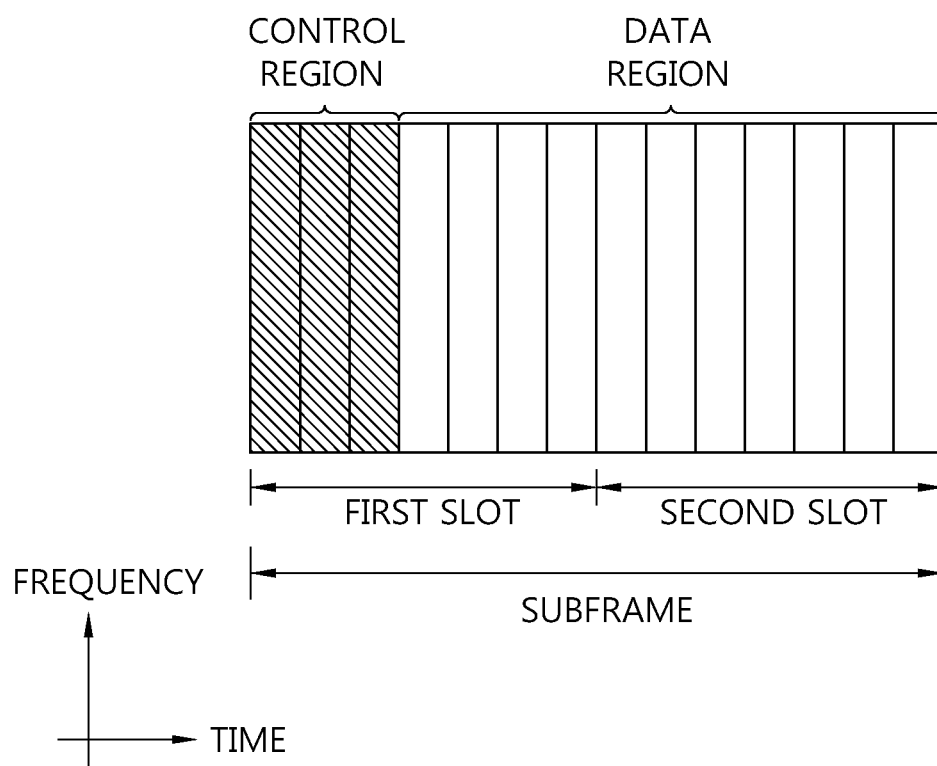 CONTROL
REGION
DATA
REGION
FIRST SLOT
SECOND SLOT
SUBFRAME
FREQUENCY
TIME